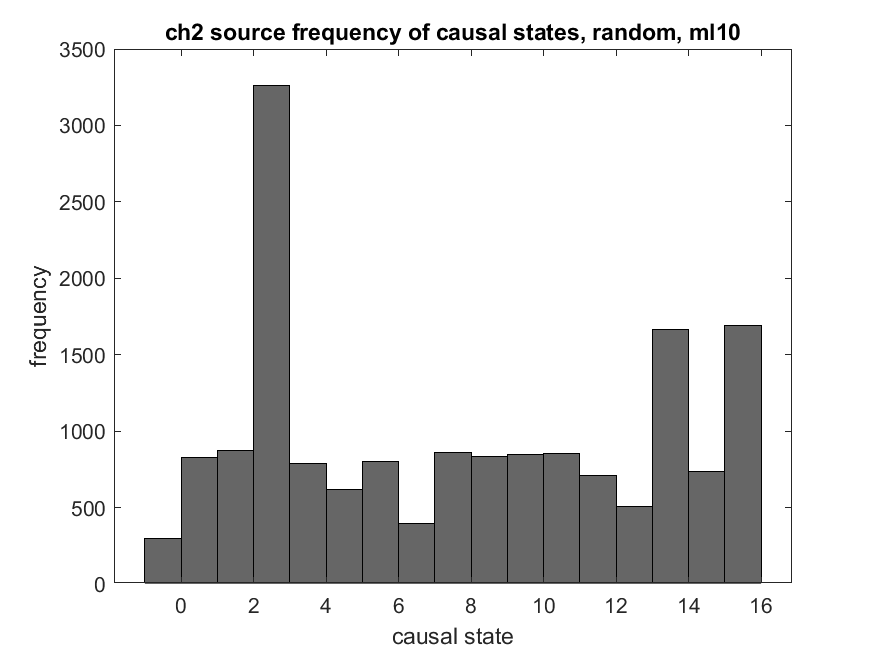 ch2 source frequency of causal states, random, ml10
3500
3000
2500
2000
1500
1000
500
0
frequency
0 2 4 6 8 10 12 14 16
causal state